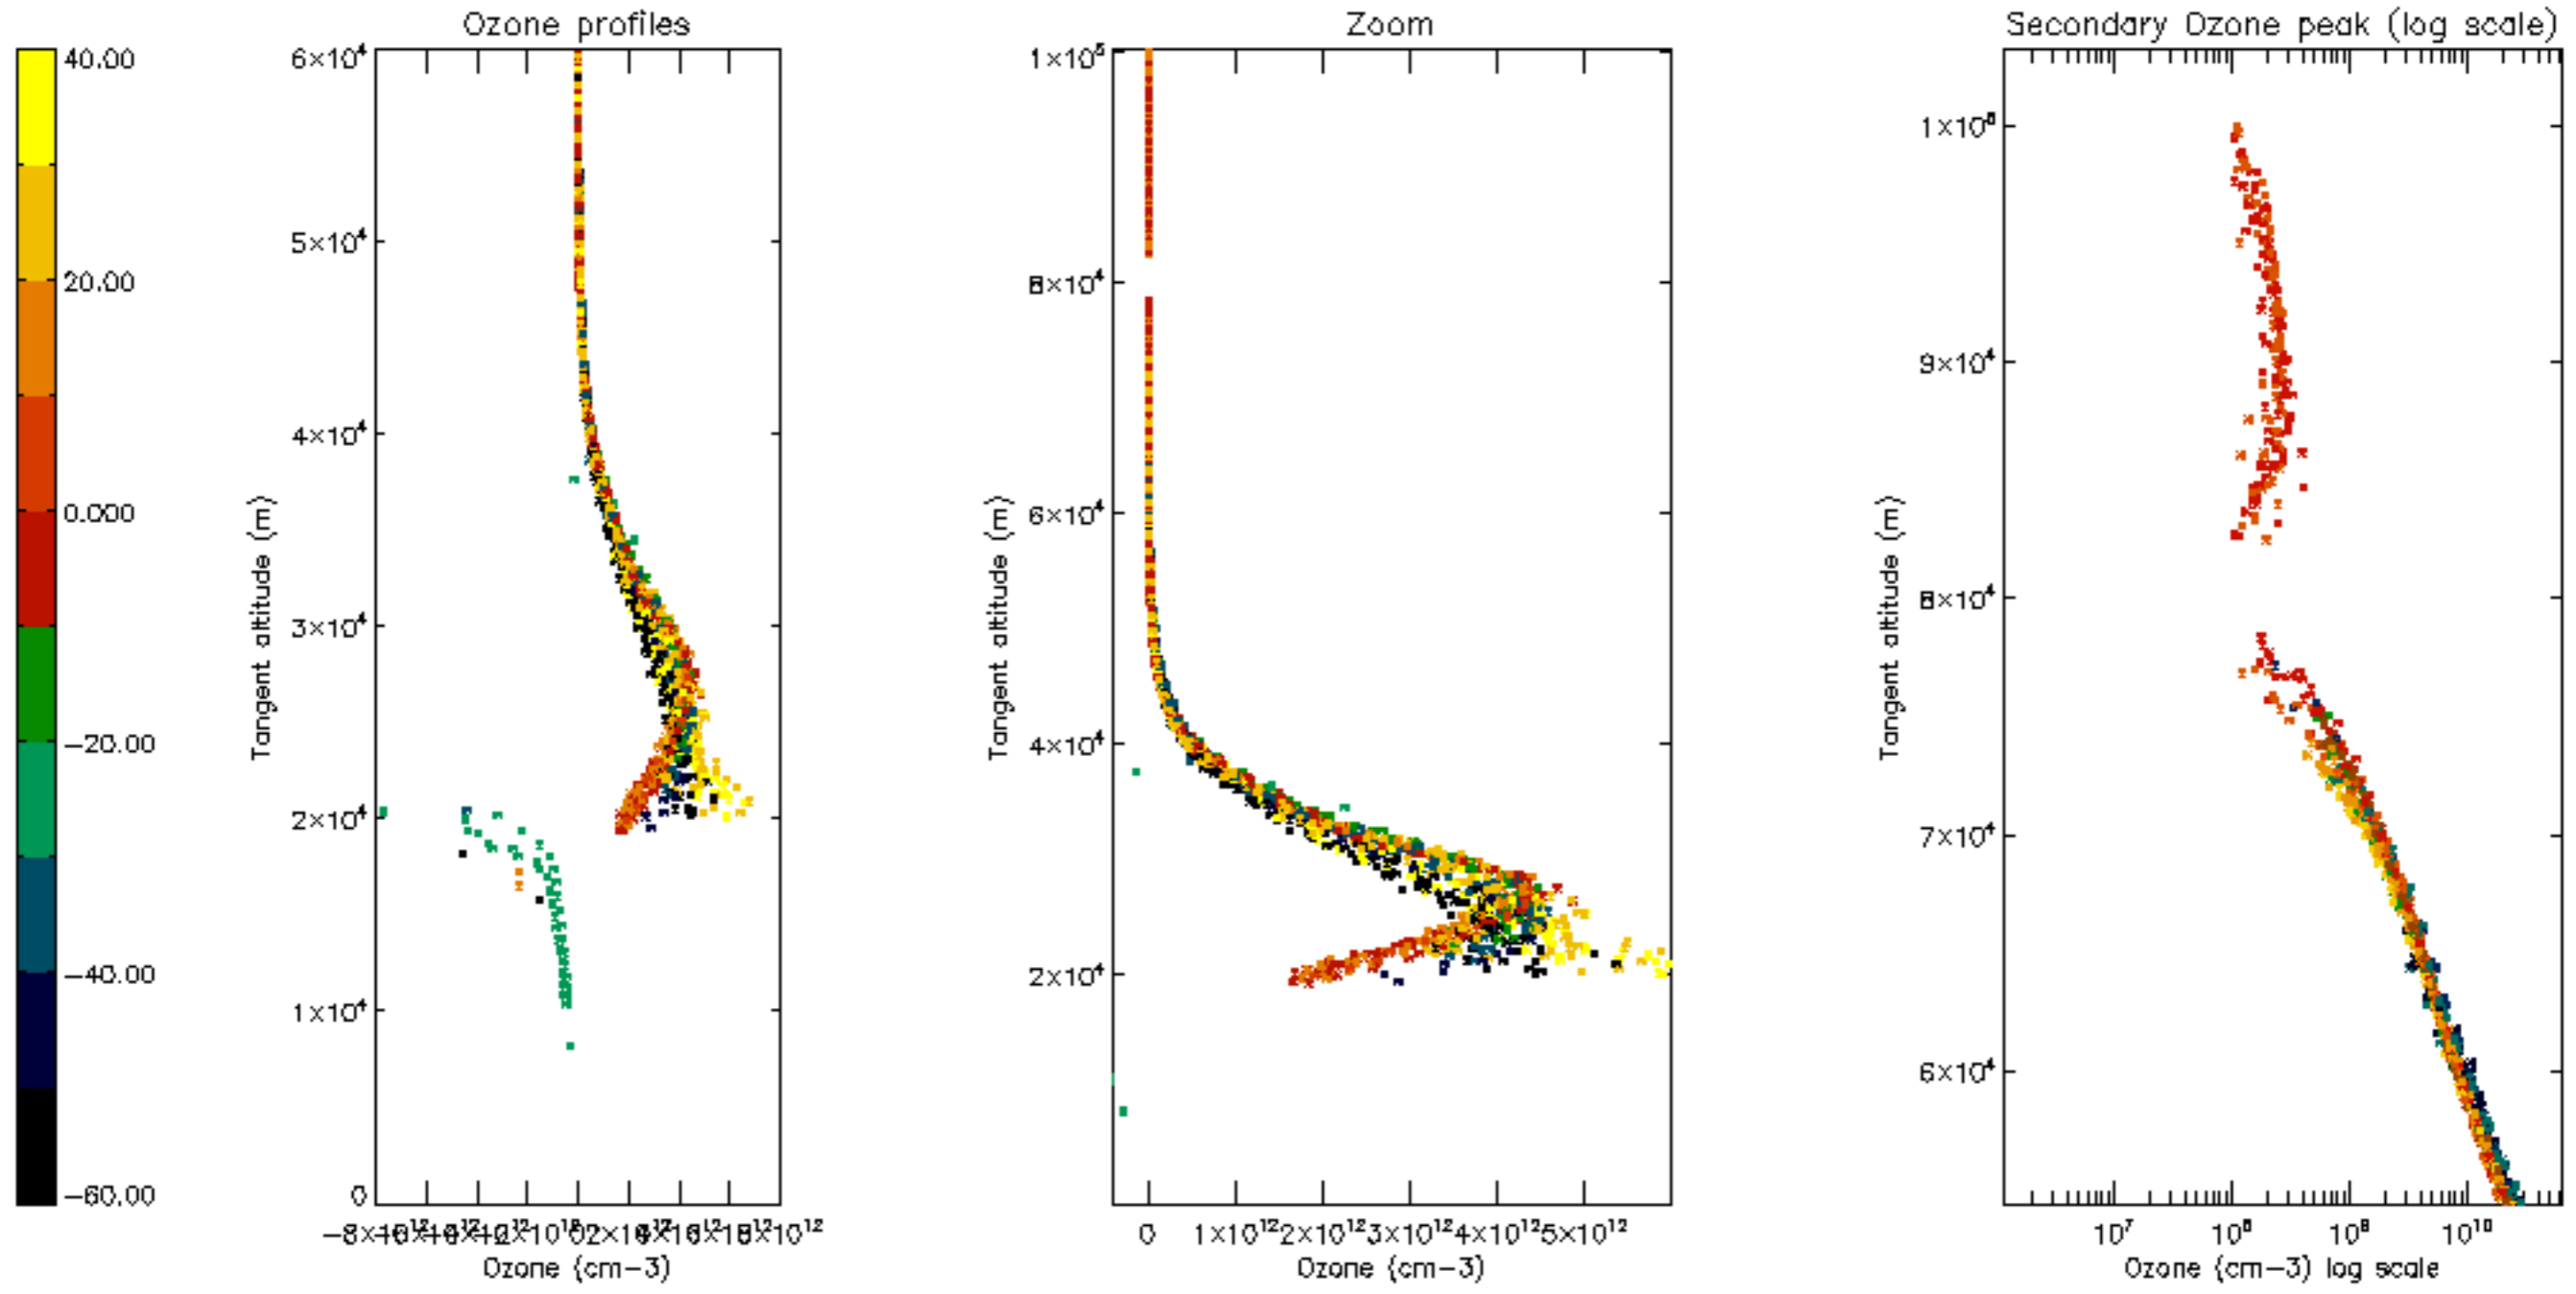 Ozone profiles
Zoom
Secondary Ozone peak (log scale)
40.00
20.00
0.000
−20.00
−40.00
−60.00
6×10⁴
5×10⁴
4×10⁴
3×10⁴
2×10⁴
1×10⁴
0
Tangent altitude (m)
Ozone (cm−3)
1×10⁵
8×10⁴
6×10⁴
4×10⁴
2×10⁴
Tangent altitude (m)
0 1×10¹² 2×10¹² 3×10¹² 4×10¹² 5×10¹²
Ozone (cm−3)
1×10⁵
9×10⁴
8×10⁴
7×10⁴
6×10⁴
Tangent altitude (m)
10⁷ 10⁸ 10⁹ 10¹⁰
Ozone (cm−3) log scale